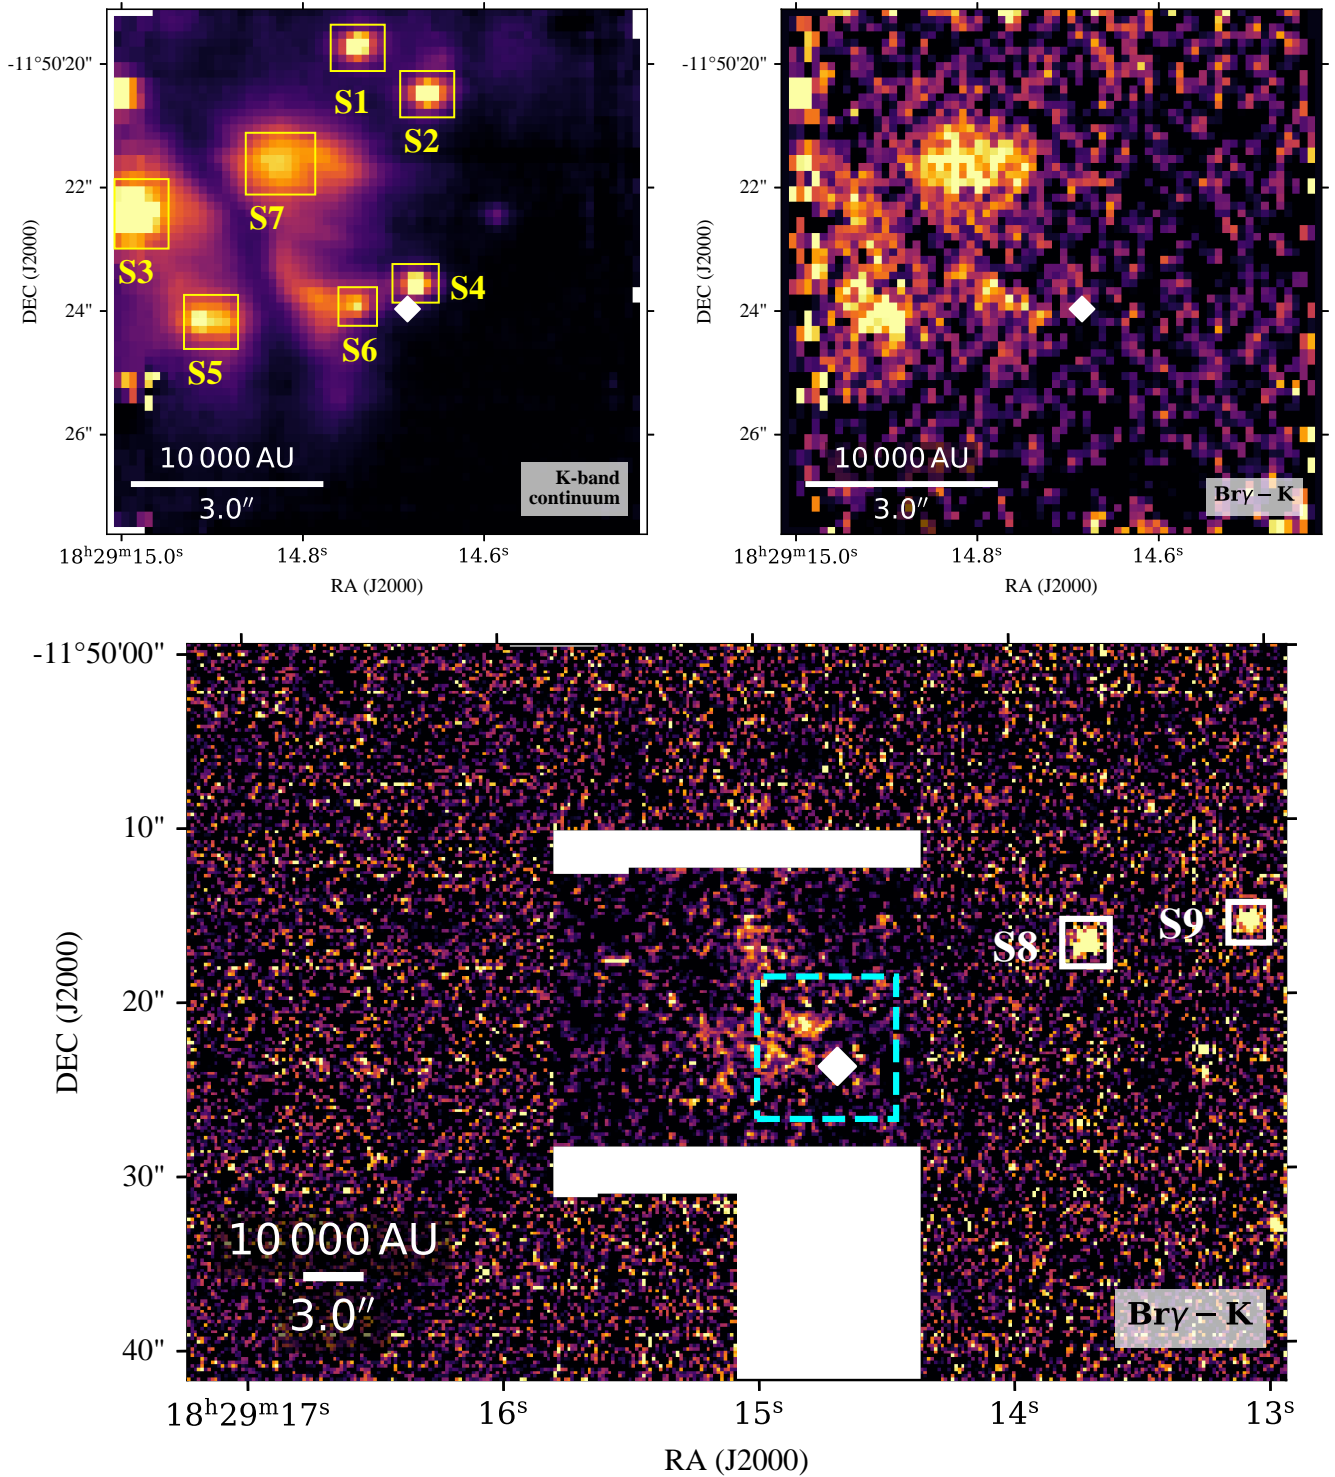 -11°50'20"
22"
24"
26"
DEC (J2000)
S1
S2
S3
S7
S4
S5
S6
10 000 AU
3.0″
K-band
continuum
18ʰ29ᵐ15.0ˢ
14.8ˢ
14.6ˢ
RA (J2000)
-11°50'20"
22"
24"
26"
DEC (J2000)
10 000 AU
3.0″
Brγ − K
18ʰ29ᵐ15.0ˢ
14.8ˢ
14.6ˢ
RA (J2000)
-11°50'00"
10"
20"
30"
40"
DEC (J2000)
S8
S9
10 000 AU
3.0″
Brγ − K
18ʰ29ᵐ17ˢ
16ˢ
15ˢ
14ˢ
13ˢ
RA (J2000)